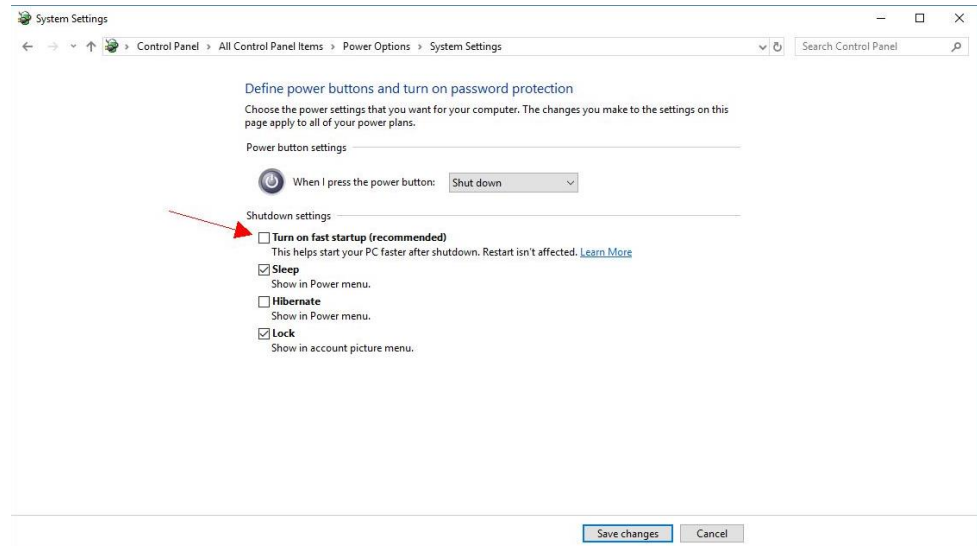 System Settings
Control Panel > All Control Panel Items > Power Options > System Settings
Search Control Panel
Define power buttons and turn on password protection
Choose the power settings that you want for your computer. The changes you make to the settings on this
page apply to all of your power plans.
Power button settings
When I press the power button: Shut down
Shutdown settings
Turn on fast startup (recommended)
This helps start your PC faster after shutdown. Restart isn't affected. Learn More
Sleep
Show in Power menu.
Hibernate
Show in Power menu.
Lock
Show in account picture menu.
Save changes Cancel